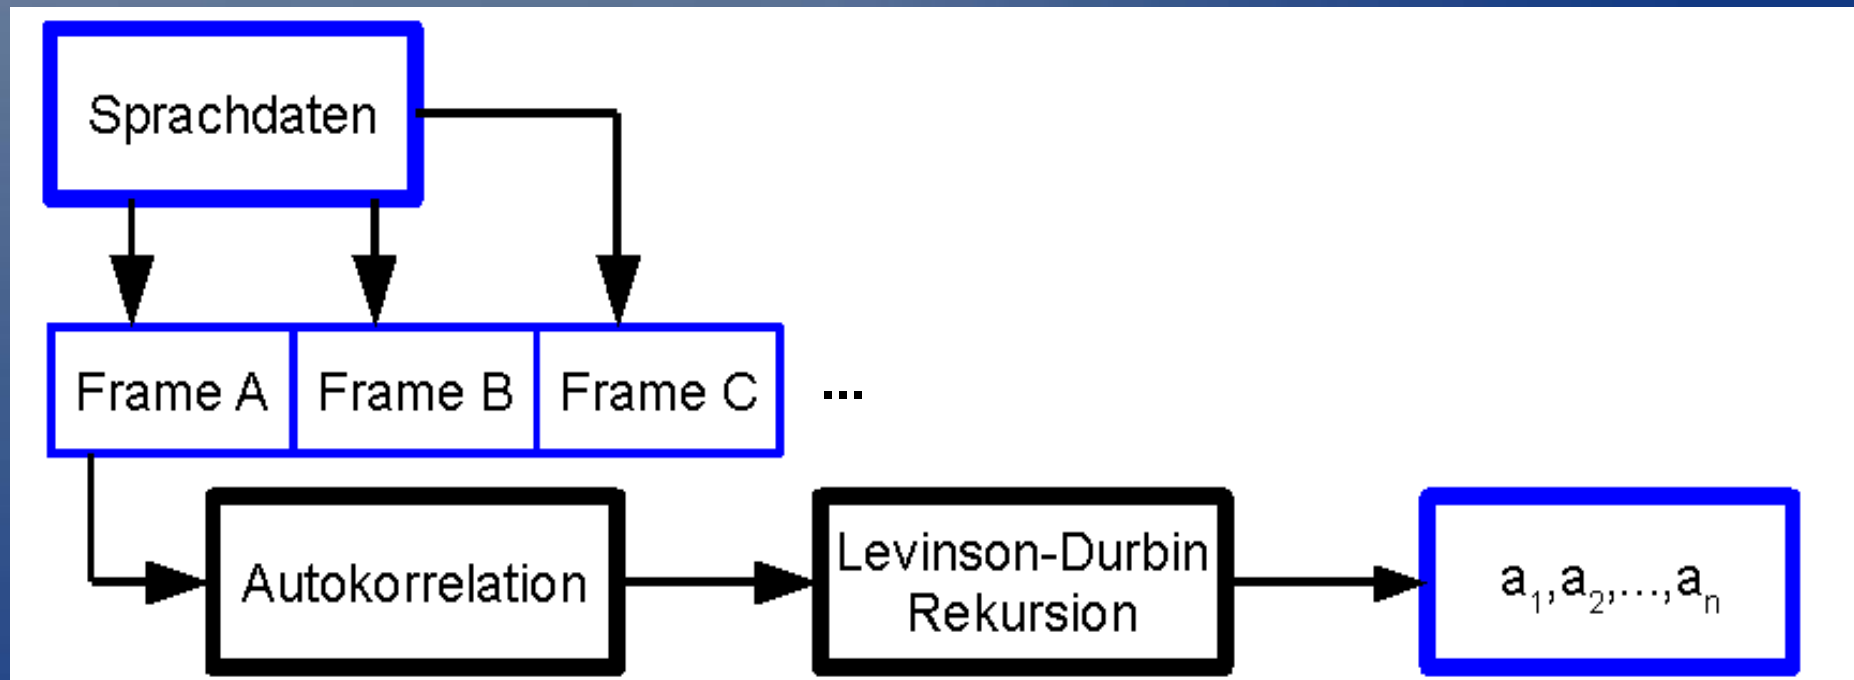 Sprachdaten
Frame A
Frame B
Frame C
...
Autokorrelation
Levinson-Durbin
Rekursion
a₁,a₂,...,aₙ